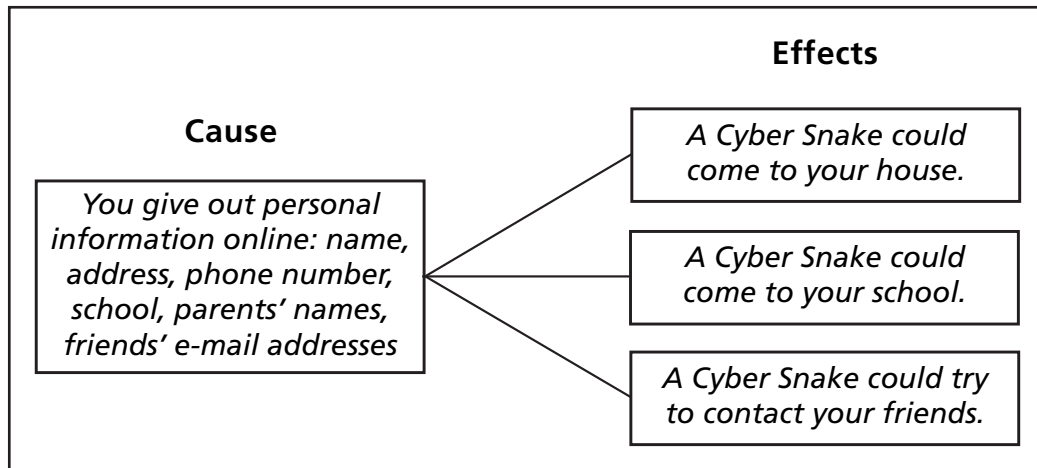 Effects
Cause
You give out personal
information online: name,
address, phone number,
school, parents’ names,
friends’ e-mail addresses
A Cyber Snake could
come to your house.
A Cyber Snake could
come to your school.
A Cyber Snake could try
to contact your friends.